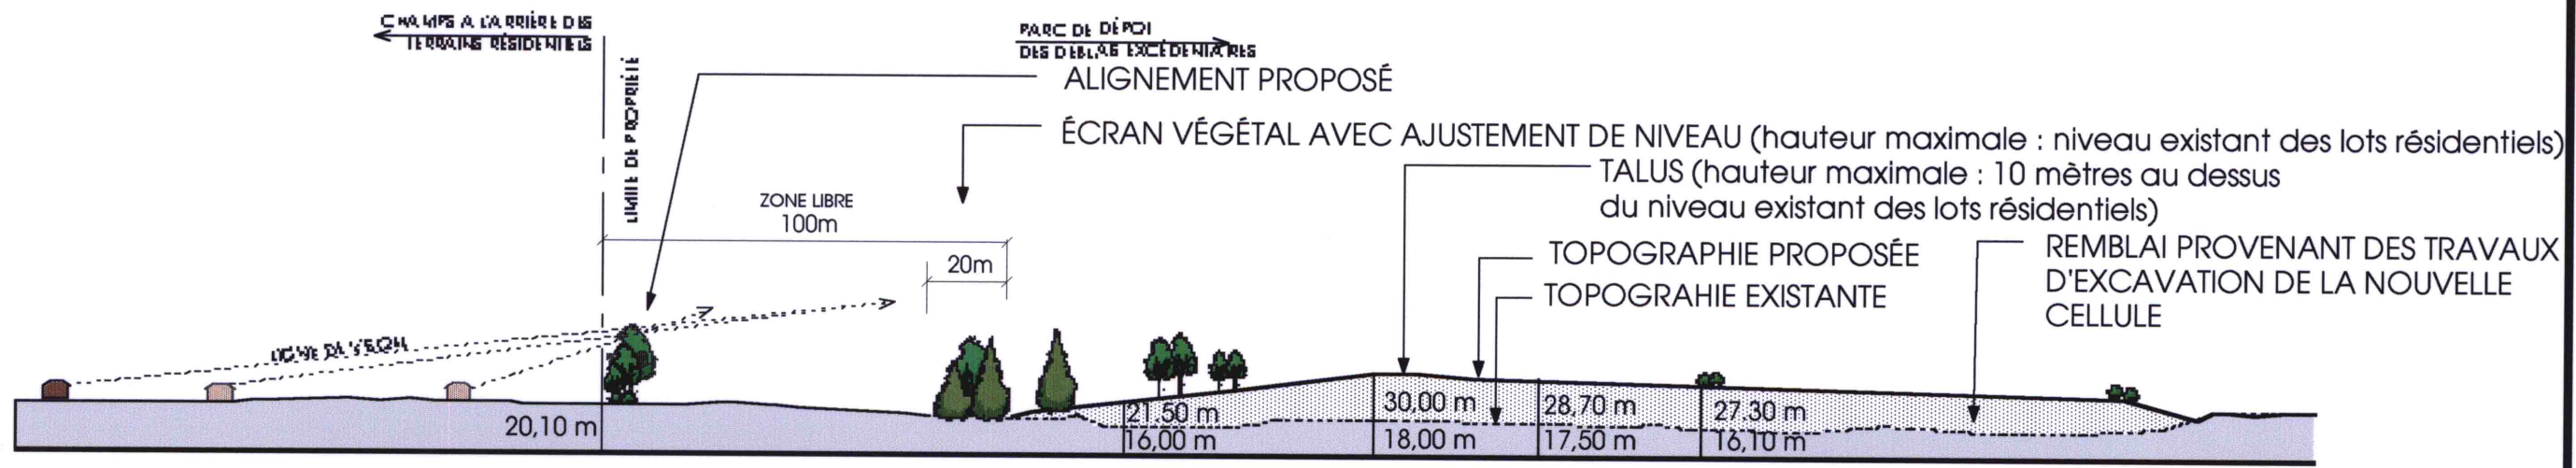 CHAMPS A L'ARRIÈRE DES
TERRAINS RÉSIDENTIELS
LIMITE DE PROPRIÉTÉ
PARC DE DÉPOT
DES DEBLAIS EXCÉDENTAIRES
ALIGNEMENT PROPOSÉ
ÉCRAN VÉGÉTAL AVEC AJUSTEMENT DE NIVEAU (hauteur maximale : niveau existant des lots résidentiels)
TALUS (hauteur maximale : 10 mètres au dessus
du niveau existant des lots résidentiels)
ZONE LIBRE
100m
20m
TOPOGRAPHIE PROPOSÉE
TOPOGRAHIE EXISTANTE
REMBLAI PROVENANT DES TRAVAUX
D'EXCAVATION DE LA NOUVELLE
CELLULE
LIGNE DE VISION
20,10 m
21.50 m
16,00 m
30,00 m
18,00 m
28,70 m
17,50 m
27.30 m
16,10 m